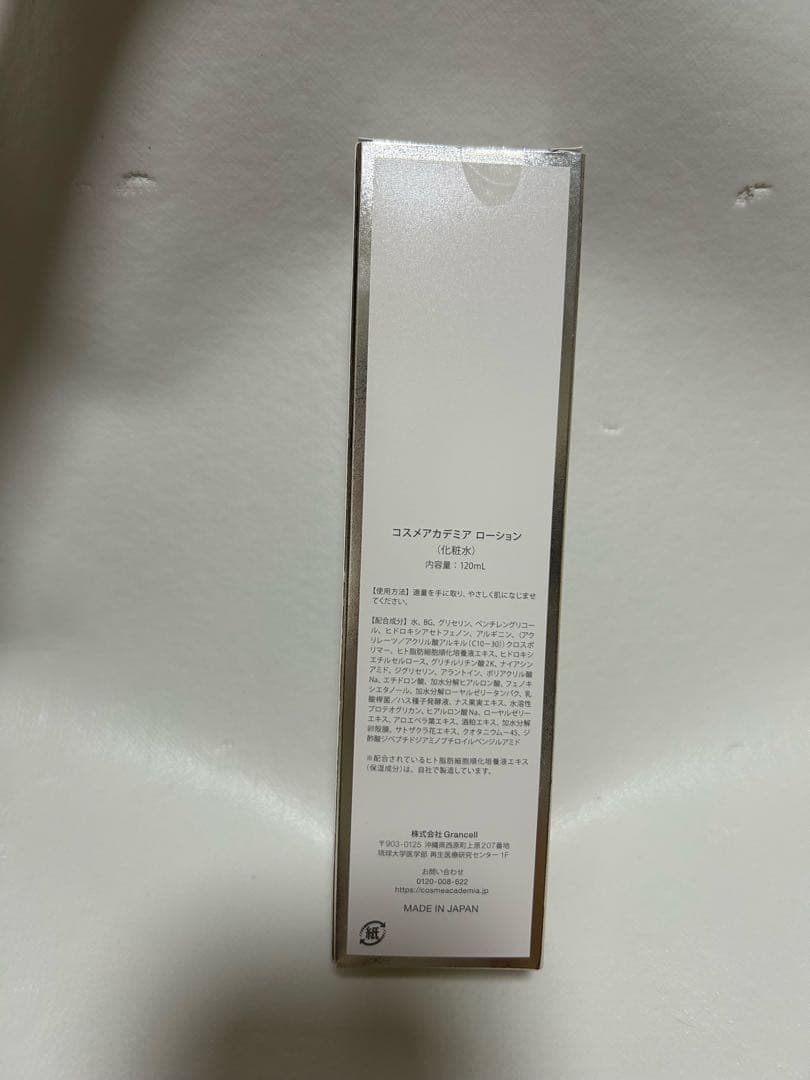 コスメアカデミア ローション
（化粧水）
内容量：120mL
【使用方法】適量を手に取り、やさしく肌になじませ
てください。
【配合成分】水、BG、グリセリン、ペンチレングリコー
ル、ヒドロキシアセトフェノン、アルギニン、（アク
リレーツ／アクリル酸アルキル（C10－30））クロスポ
リマー、ヒト脂肪細胞順化培養液エキス、ヒドロキシ
エチルセルロース、グリチルリチン酸2K、ナイアシン
アミド、ジグリセリン、アラントイン、ポリアクリル酸
Na、エチドロン酸、加水分解ヒアルロン酸、フェノキ
シエタノール、加水分解ローヤルゼリータンパク、乳
酸桿菌／ハス種子発酵液、ナス果実エキス、水溶性
プロテオグリカン、ヒアルロン酸Na、ローヤルゼリー
エキス、アロエベラ葉エキス、酒粕エキス、加水分解
卵殻膜、サトザクラ花エキス、クオタニウム－45、ジ
酢酸ジペプチドジアミノブチロイルベンジルアミド
※配合されているヒト脂肪細胞順化培養液エキス
（保湿成分）は、自社で製造しています。
株式会社Grancell
〒903-0125 沖縄県西原町上原207番地
琉球大学医学部 再生医療研究センター 1F
お問い合わせ
0120-008-622
https://cosmeacademia.jp
MADE IN JAPAN
紙